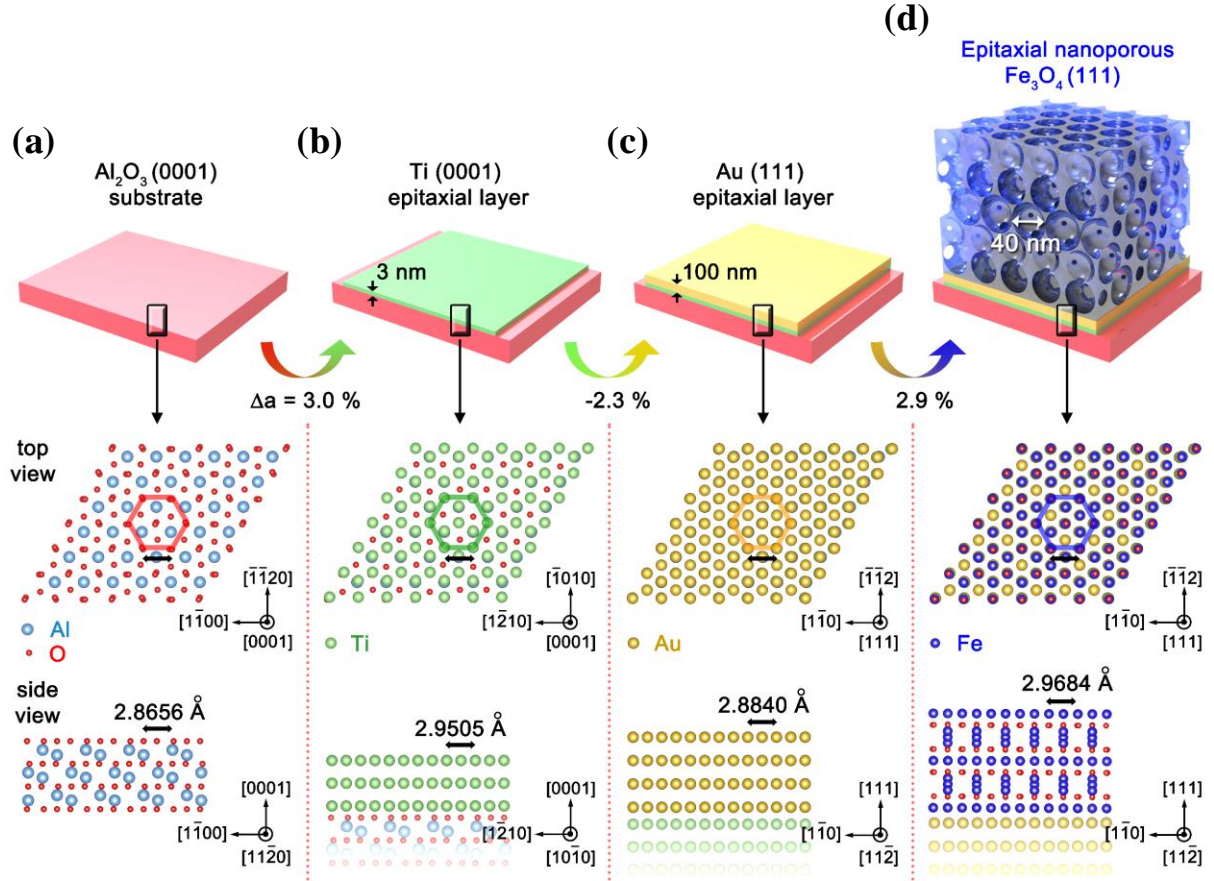 (d)
Epitaxial nanoporous
Fe₃O₄ (111)
(a)
(b)
(c)
Al₂O₃ (0001)
substrate
Ti (0001)
epitaxial layer
Au (111)
epitaxial layer
3 nm
100 nm
40 nm
Δa = 3.0 %
-2.3 %
2.9 %
top
view
[1̅1̅20]
[11̅00]
[0001]
[1̅010]
[12̅10]
[0001]
[1̅1̅2]
[11̅0]
[111]
[1̅1̅2]
[11̅0]
[111]
Al
O
Ti
Au
Fe
side
view
2.8656 Å
2.9505 Å
2.8840 Å
2.9684 Å
[0001]
[11̅00]
[112̅0]
[0001]
[12̅10]
[101̅0]
[111]
[11̅0]
[112̅]
[111]
[11̅0]
[112̅]